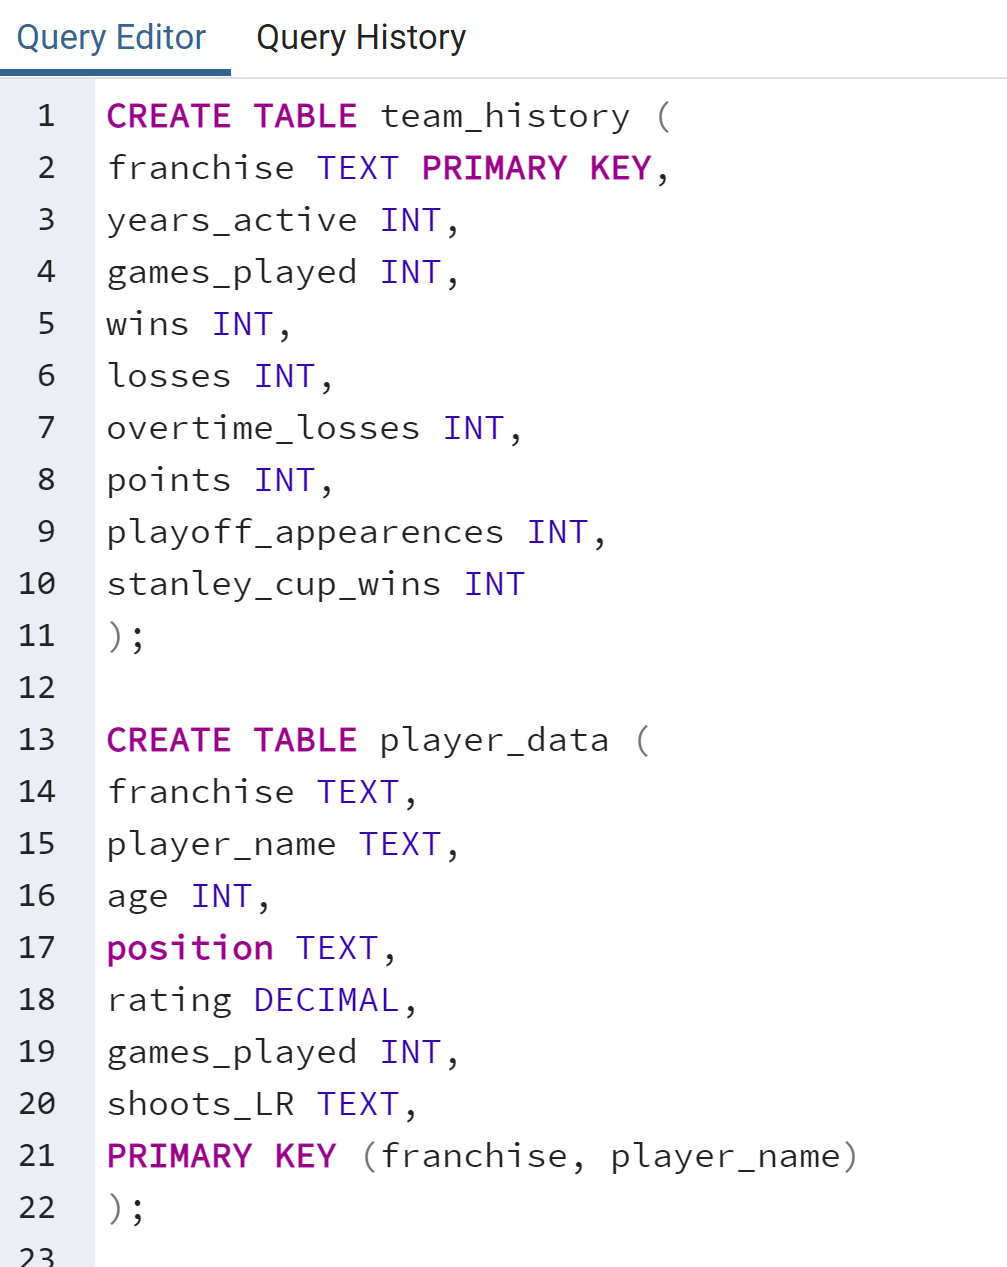 Query Editor Query History
1 CREATE TABLE team_history (
2 franchise TEXT PRIMARY KEY,
3 years_active INT,
4 games_played INT,
5 wins INT,
6 losses INT,
7 overtime_losses INT,
8 points INT,
9 playoff_appearences INT,
10 stanley_cup_wins INT
11 );
12
13 CREATE TABLE player_data (
14 franchise TEXT,
15 player_name TEXT,
16 age INT,
17 position TEXT,
18 rating DECIMAL,
19 games_played INT,
20 shoots_LR TEXT,
21 PRIMARY KEY (franchise, player_name)
22 );
23